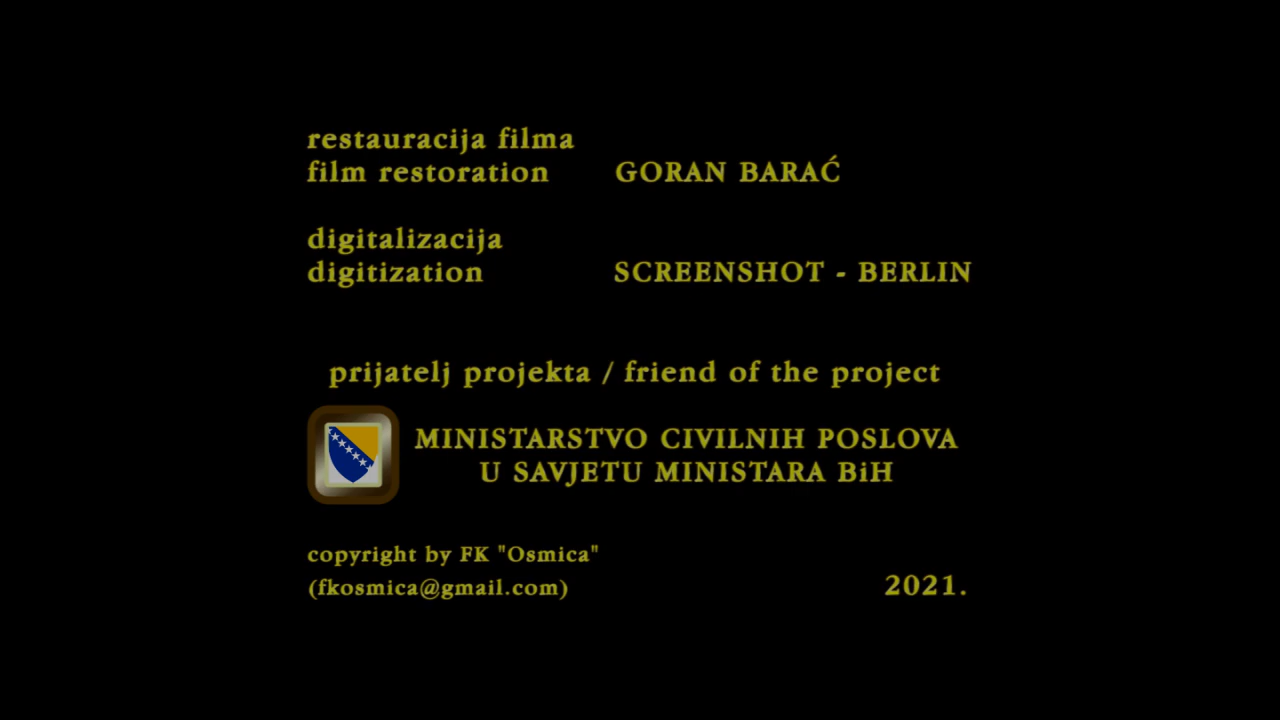 restauracija filma
film restoration GORAN BARAĆ
digitalizacija
digitization SCREENSHOT - BERLIN
prijatelj projekta / friend of the project
MINISTARSTVO CIVILNIH POSLOVA
U SAVJETU MINISTARA BiH
copyright by FK "Osmica"
(fkosmica@gmail.com) 2021.